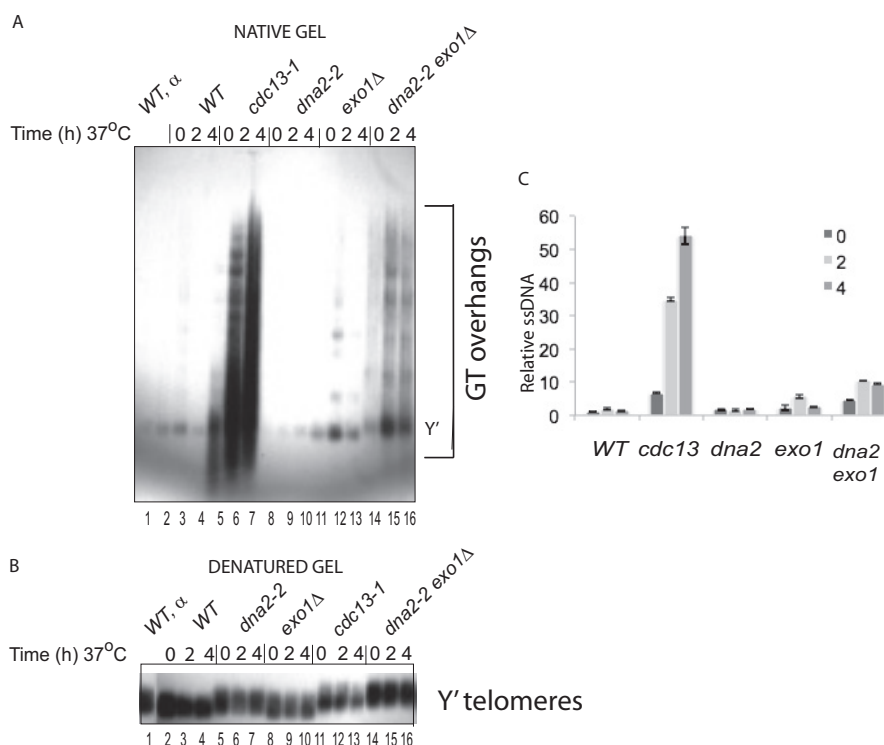 A
NATIVE GEL
WT, α WT cdc13-1 dna2-2 exo1Δ dna2-2 exo1Δ
Time (h) 37°C | 0 2 4 | 0 2 4 | 0 2 4 | 0 2 4 | 0 2 4
GT overhangs
Y'
1 2 3 4 5 6 7 8 9 10 11 12 13 14 15 16
B
DENATURED GEL
WT, α WT dna2-2 exo1Δ cdc13-1 dna2-2 exo1Δ
Time (h) 37°C 0 2 4 | 0 2 4 | 0 2 4 | 0 2 4 | 0 2 4
Y' telomeres
1 2 3 4 5 6 7 8 9 10 11 12 13 14 15 16
C
Relative ssDNA
60
50
40
30
20
10
0
0
2
4
WT cdc13 dna2 exo1 dna2
exo1